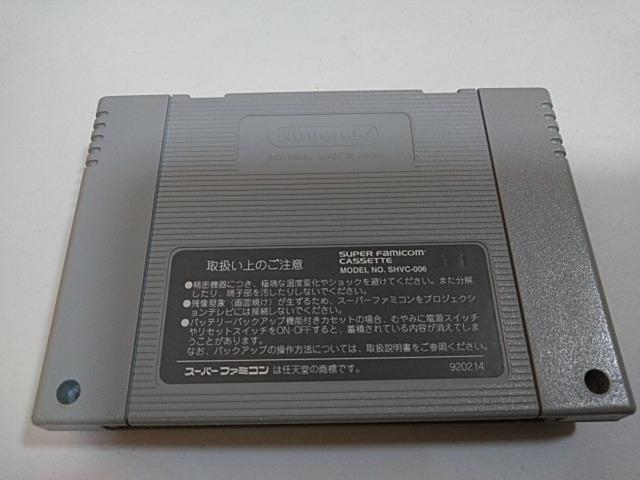 Nintendo
PAT. PEND. MADE IN JAPAN
取扱い上のご注意
SUPER FAMICOM
CASSETTE
MODEL NO. SHVC-006
11
●精密機器につき、極端な温度変化やショックを避けてください。また分解
したり、端子部を汚したりしないでください。
●残像現象（画面焼け）が生ずるため、スーパーファミコンをプロジェクシ
ョンテレビには接続しないでください。
●バッテリーバックアップ機能付きカセットの場合、むやみに電源スイッチ
やリセットスイッチをON-OFFすると、蓄積されている内容が消えてしま
うことがあります。
なお、バックアップの操作方法については、取扱説明書をご参照ください。
スーパーファミコンは任天堂の商標です。
920214